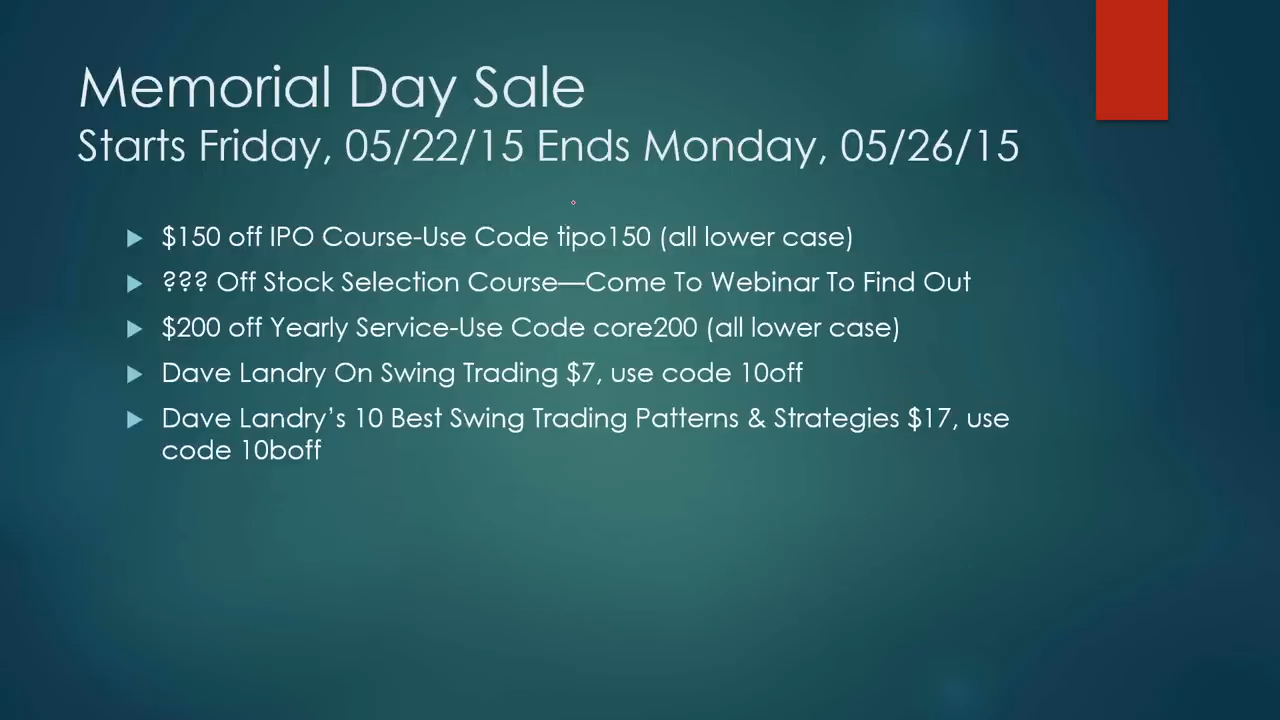 Memorial Day Sale
Starts Friday, 05/22/15 Ends Monday, 05/26/15
$150 off IPO Course-Use Code tipo150 (all lower case)
??? Off Stock Selection Course—Come To Webinar To Find Out
$200 off Yearly Service-Use Code core200 (all lower case)
Dave Landry On Swing Trading $7, use code 10off
Dave Landry’s 10 Best Swing Trading Patterns & Strategies $17, use
code 10boff